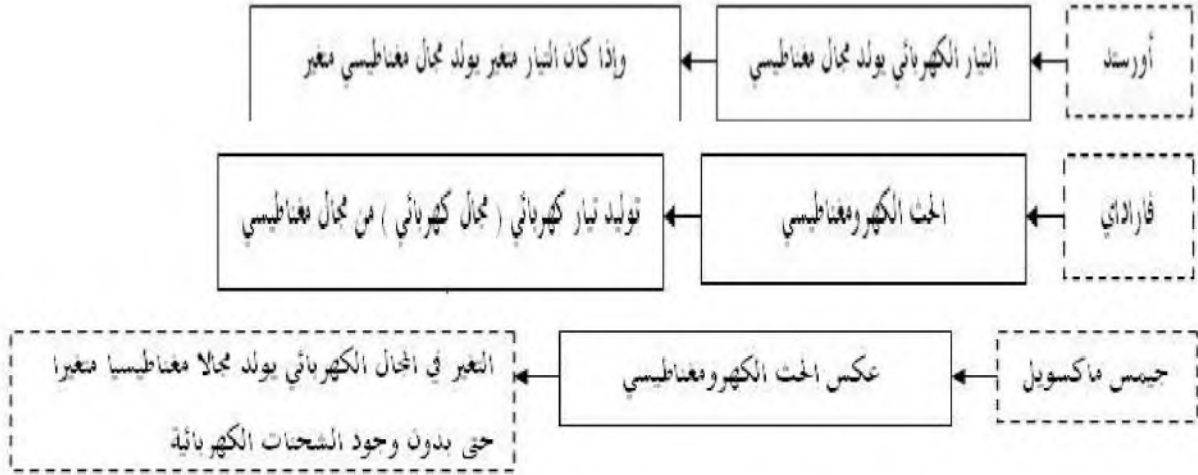 أورستد
التيار الكهربائي يولد مجال مغناطيسي
وإذا كان التيار متغير يولد مجال مغناطيسي متغير
فاراداي
الحث الكهرومغناطيسي
توليد تيار كهربائي ( مجال كهربائي ) من مجال مغناطيسي
جيمس ماكسويل
عكس الحث الكهرومغناطيسي
التغير في المجال الكهربائي يولد مجالا مغناطيسيا متغيرا
حتى بدون وجود الشحنات الكهربائية